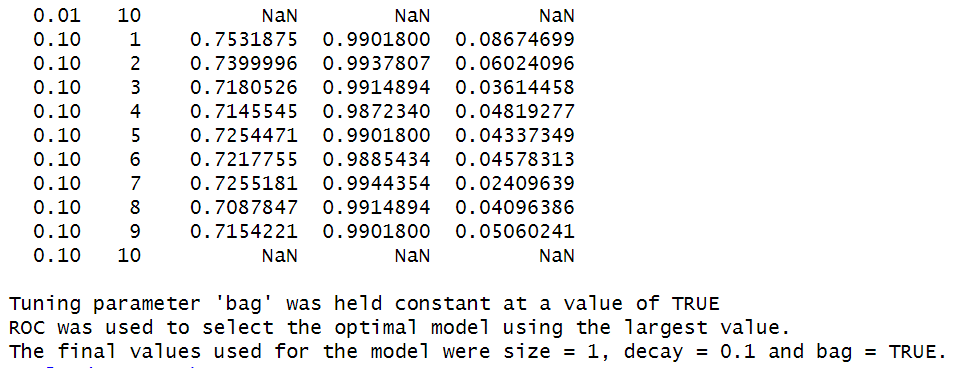 0.01 10 NaN NaN NaN
0.10 1 0.7531875 0.9901800 0.08674699
0.10 2 0.7399996 0.9937807 0.06024096
0.10 3 0.7180526 0.9914894 0.03614458
0.10 4 0.7145545 0.9872340 0.04819277
0.10 5 0.7254471 0.9901800 0.04337349
0.10 6 0.7217755 0.9885434 0.04578313
0.10 7 0.7255181 0.9944354 0.02409639
0.10 8 0.7087847 0.9914894 0.04096386
0.10 9 0.7154221 0.9901800 0.05060241
0.10 10 NaN NaN NaN
Tuning parameter 'bag' was held constant at a value of TRUE
ROC was used to select the optimal model using the largest value.
The final values used for the model were size = 1, decay = 0.1 and bag = TRUE.